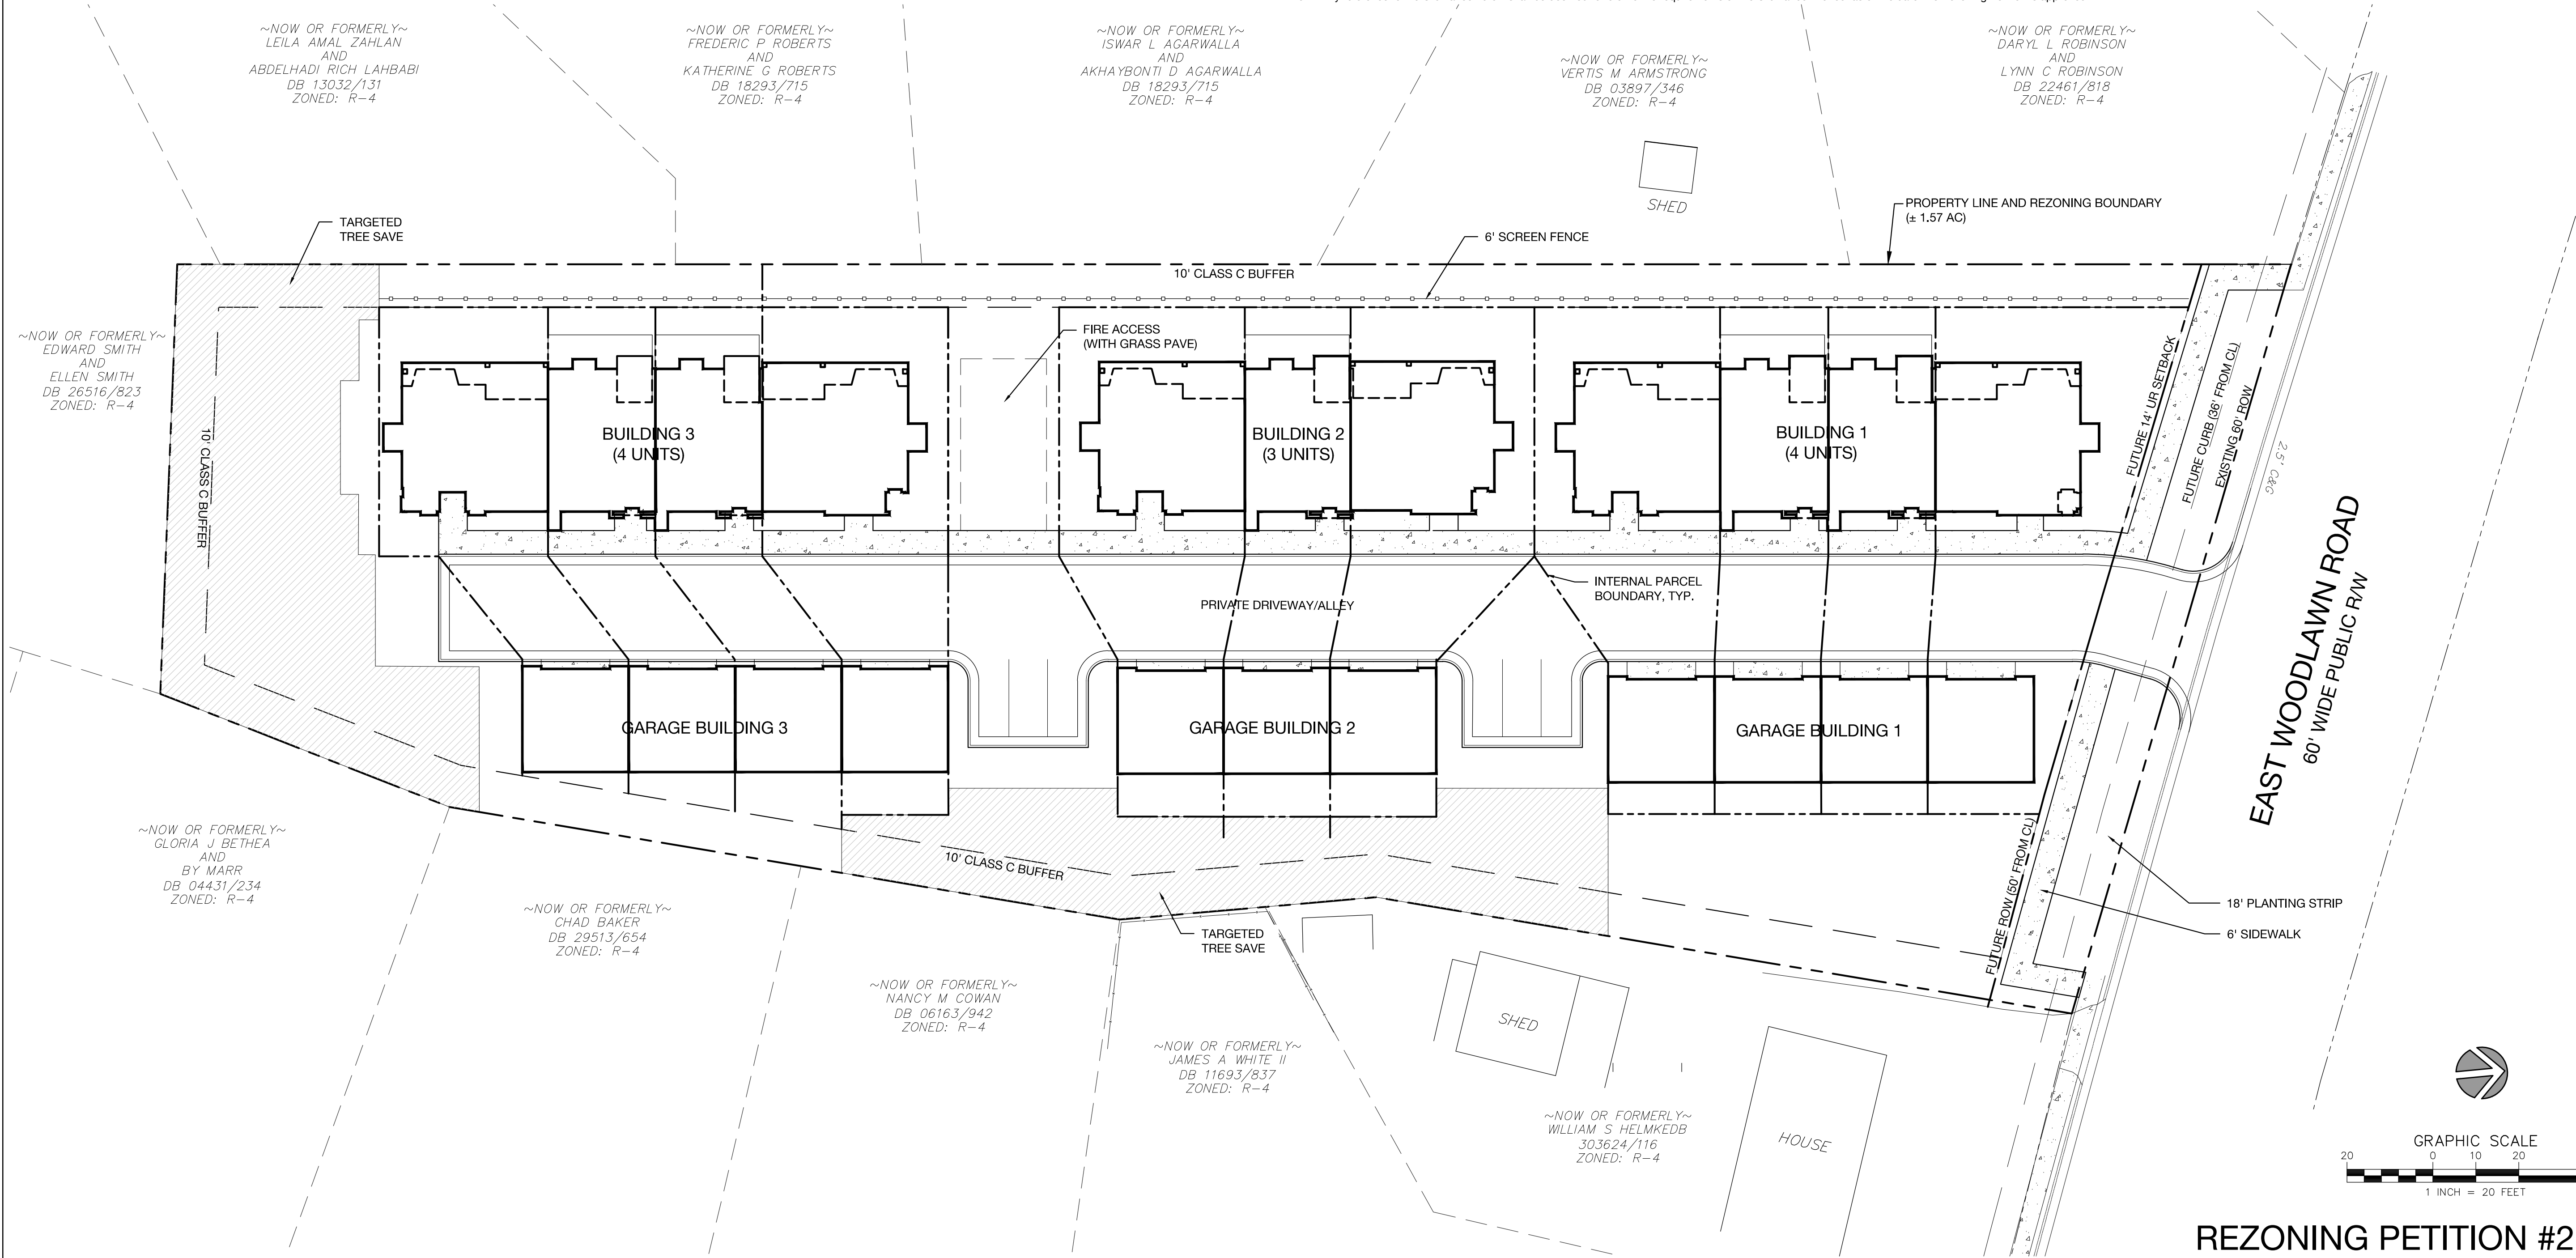 ~NOW OR FORMERLY~
LEILA AMAL ZAHLAN
AND
ABDELHADI RICH LAHBABI
DB 13032/131
ZONED: R-4
~NOW OR FORMERLY~
FREDERIC P ROBERTS
AND
KATHERINE G ROBERTS
DB 18293/715
ZONED: R-4
~NOW OR FORMERLY~
ISWAR L AGARWALLA
AND
AKHAYBONTI D AGARWALLA
DB 18293/715
ZONED: R-4
~NOW OR FORMERLY~
VERTIS M ARMSTRONG
DB 03897/346
ZONED: R-4
~NOW OR FORMERLY~
DARYL L ROBINSON
AND
LYNN C ROBINSON
DB 22461/818
ZONED: R-4
SHED
TARGETED
TREE SAVE
6' SCREEN FENCE
PROPERTY LINE AND REZONING BOUNDARY
(± 1.57 AC)
10' CLASS C BUFFER
~NOW OR FORMERLY~
EDWARD SMITH
AND
ELLEN SMITH
DB 26516/823
ZONED: R-4
10' CLASS C BUFFER
FIRE ACCESS
(WITH GRASS PAVE)
BUILDING 3
(4 UNITS)
BUILDING 2
(3 UNITS)
BUILDING 1
(4 UNITS)
FUTURE 14' UR SETBACK
FUTURE CURB (36' FROM CL)
EXISTING 60' ROW
2.5' C&G
EAST WOODLAWN ROAD
60' WIDE PUBLIC R/W
INTERNAL PARCEL
BOUNDARY, TYP.
PRIVATE DRIVEWAY/ALLEY
GARAGE BUILDING 3
GARAGE BUILDING 2
GARAGE BUILDING 1
10' CLASS C BUFFER
FUTURE ROW (50' FROM CL)
18' PLANTING STRIP
6' SIDEWALK
TARGETED
TREE SAVE
~NOW OR FORMERLY~
GLORIA J BETHEA
AND
BY MARR
DB 04431/234
ZONED: R-4
~NOW OR FORMERLY~
CHAD BAKER
DB 29513/654
ZONED: R-4
~NOW OR FORMERLY~
NANCY M COWAN
DB 06163/942
ZONED: R-4
~NOW OR FORMERLY~
JAMES A WHITE II
DB 11693/837
ZONED: R-4
SHED
~NOW OR FORMERLY~
WILLIAM S HELMKEDB
303624/116
ZONED: R-4
HOUSE
GRAPHIC SCALE
20 0 10 20
1 INCH = 20 FEET
REZONING PETITION #2